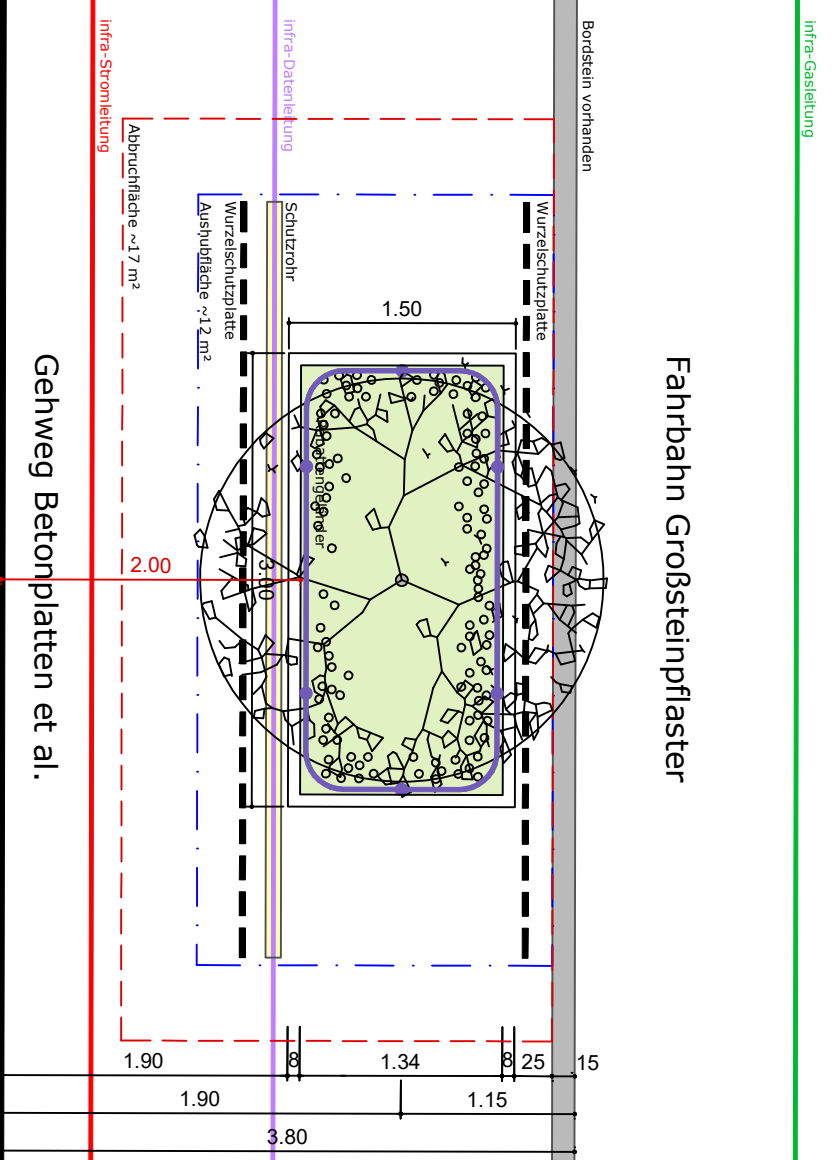 infra-Stromleitung
infra-Datenleitung
Bordstein vorhanden
infra-Gasleitung
Abbruchfläche ~17 m²
Aushubfläche ~12 m²
Wurzelschutzplatte
Schutzrohr
Wurzelschutzplatte
1.50
Gehweg Betonplatten et al.
Fahrbahn Großsteinpflaster
2.00
3.00
1.90 8 1.34 8 25 15
1.90 1.15
3.80